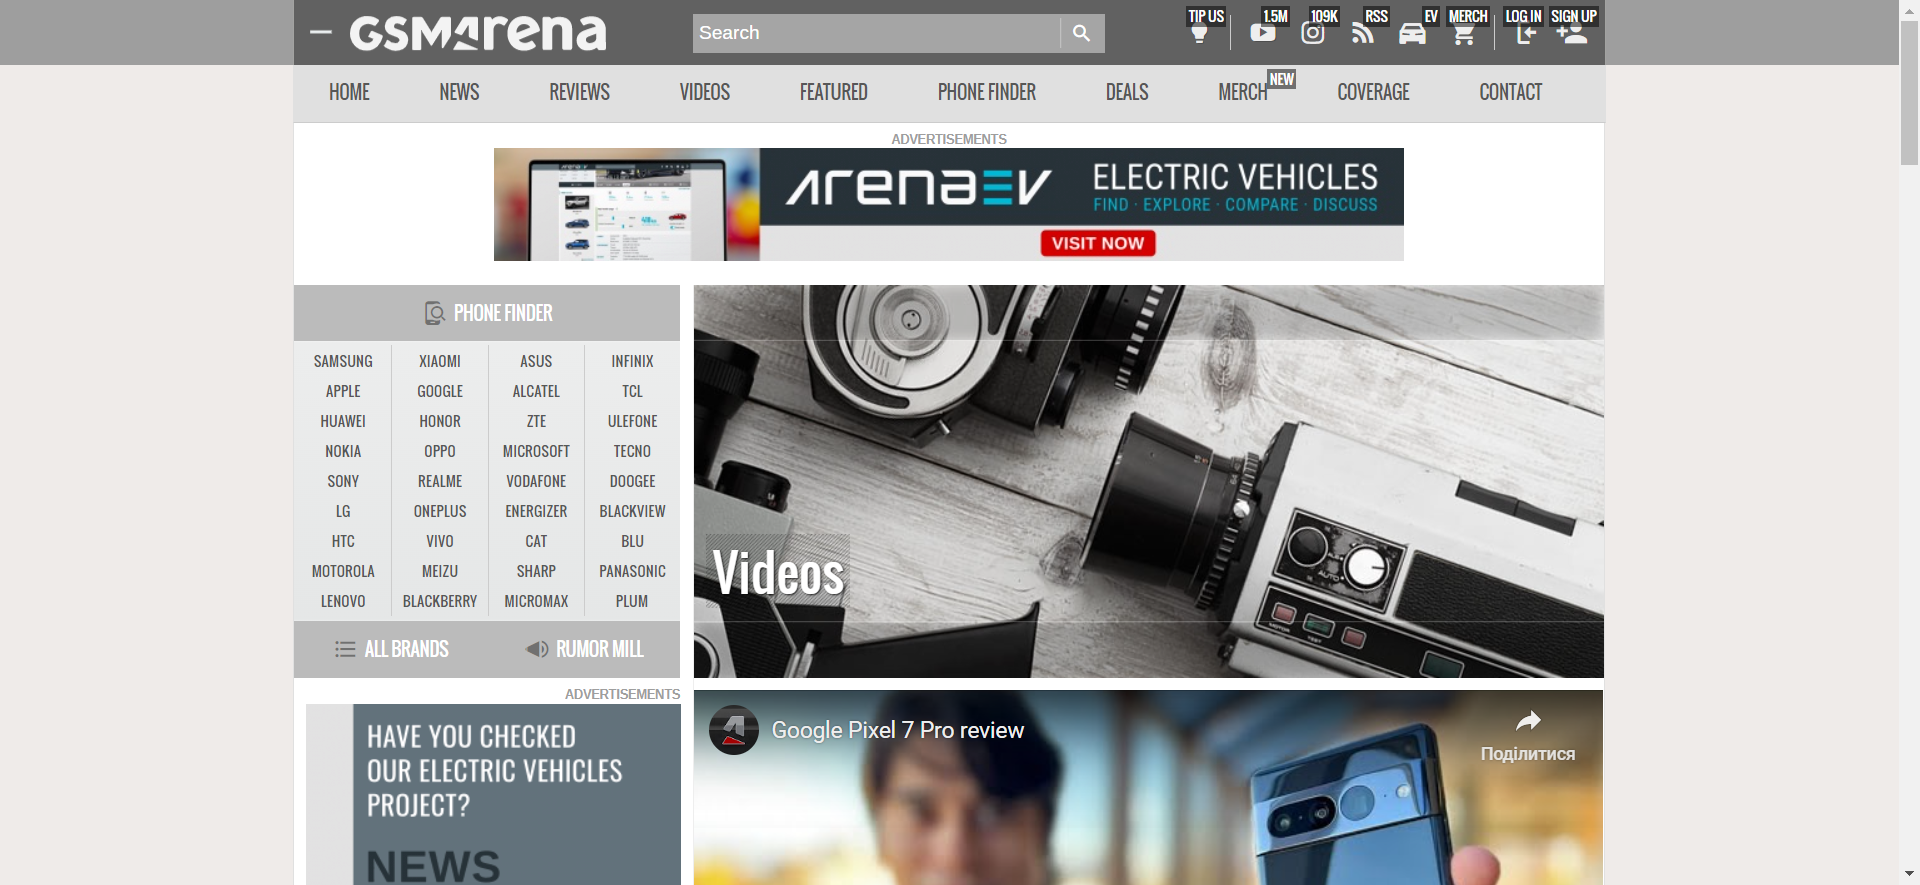 GSMArena
Search
TIP US
1.5M
109K
RSS
EV
MERCH
LOG IN
SIGN UP
HOME NEWS REVIEWS VIDEOS FEATURED PHONE FINDER DEALS MERCH NEW COVERAGE CONTACT
ADVERTISEMENTS
arenaEV
ELECTRIC VEHICLES
FIND · EXPLORE · COMPARE · DISCUSS
VISIT NOW
PHONE FINDER
SAMSUNG XIAOMI ASUS INFINIX
APPLE GOOGLE ALCATEL TCL
HUAWEI HONOR ZTE ULEFONE
NOKIA OPPO MICROSOFT TECNO
SONY REALME VODAFONE DOOGEE
LG ONEPLUS ENERGIZER BLACKVIEW
HTC VIVO CAT BLU
MOTOROLA MEIZU SHARP PANASONIC
LENOVO BLACKBERRY MICROMAX PLUM
ALL BRANDS RUMOR MILL
Videos
AUTO
MOTOR
TEST
ADVERTISEMENTS
HAVE YOU CHECKED
OUR ELECTRIC VEHICLES
PROJECT?
NEWS
Google Pixel 7 Pro review
Поділитися